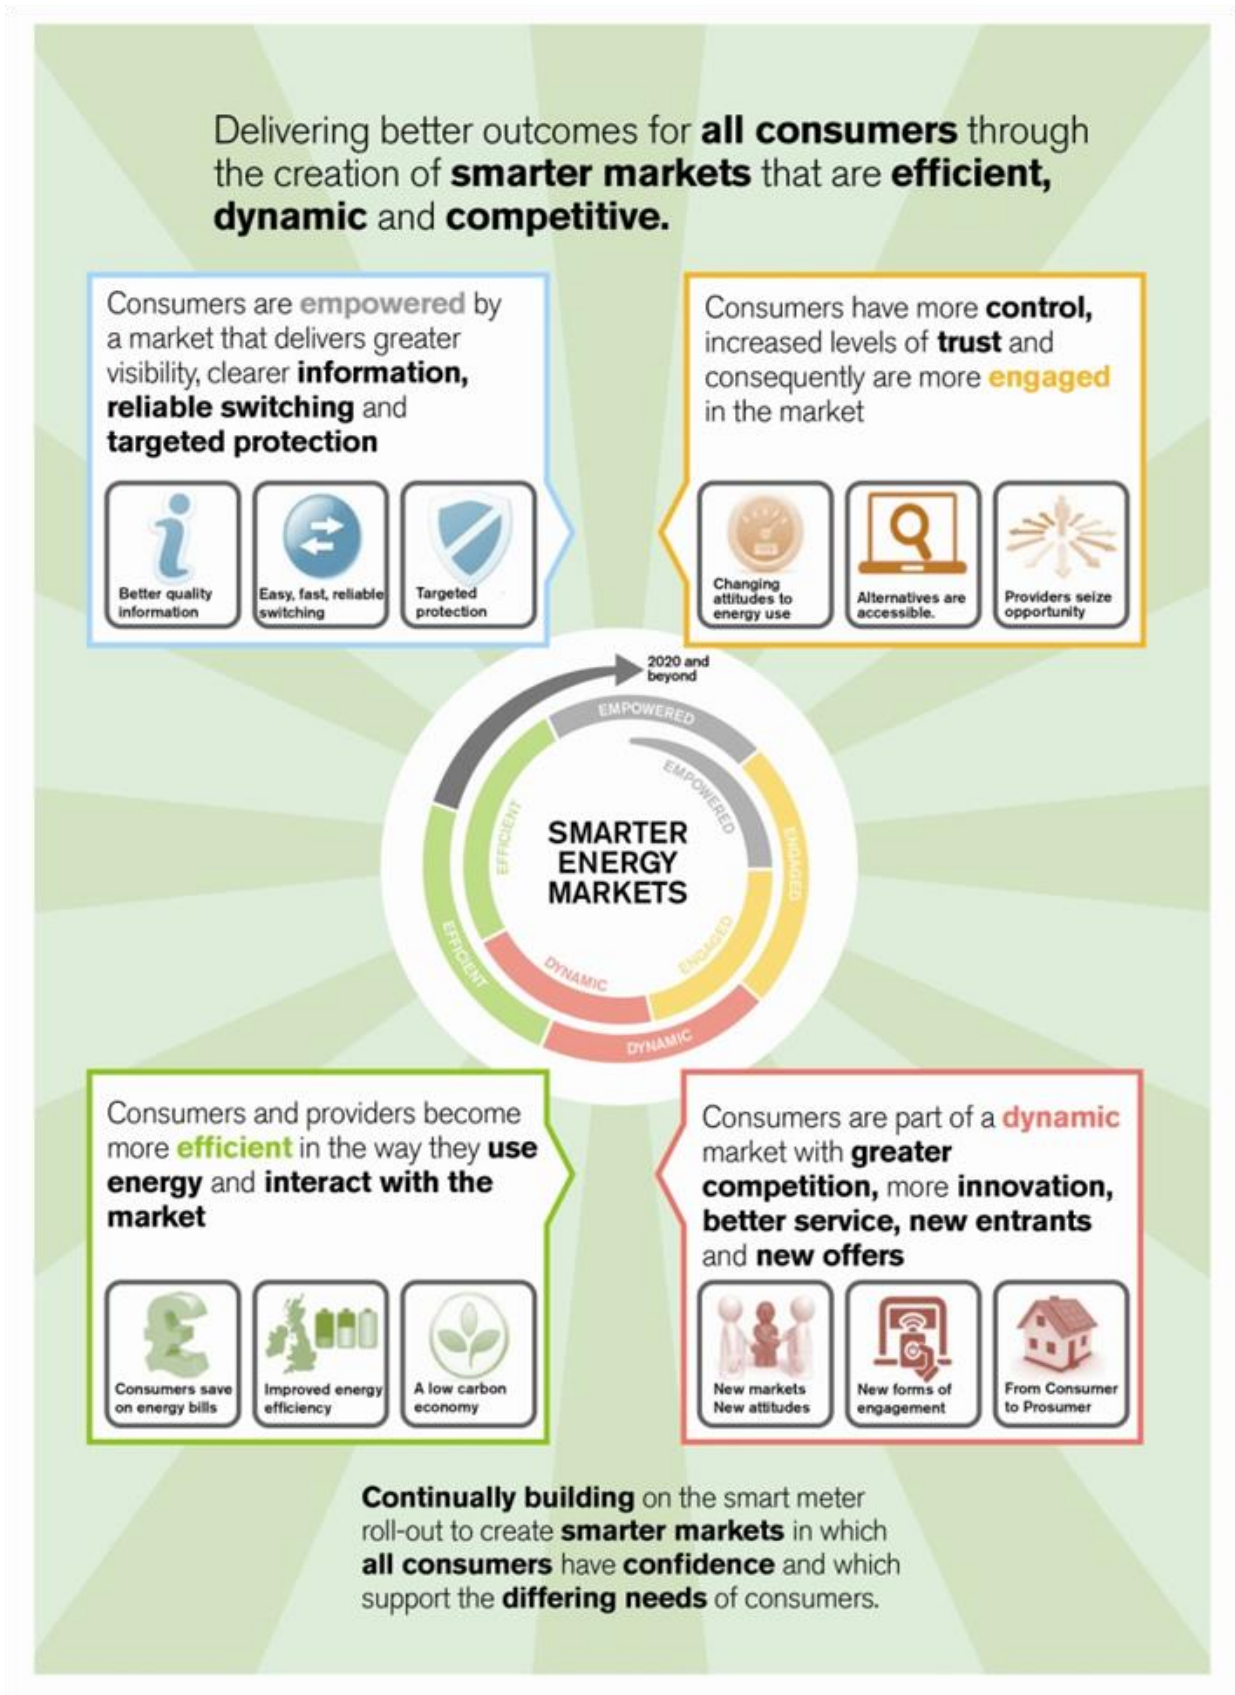 Delivering better outcomes for all consumers through
the creation of smarter markets that are efficient,
dynamic and competitive.
Consumers are empowered by
a market that delivers greater
visibility, clearer information,
reliable switching and
targeted protection
Better quality
information
Easy, fast, reliable
switching
Targeted
protection
Consumers have more control,
increased levels of trust and
consequently are more engaged
in the market
Changing
attitudes to
energy use
Alternatives are
accessible.
Providers seize
opportunity
2020 and
beyond
EMPOWERED
EMPOWERED
ENGAGED
ENGAGED
DYNAMIC
DYNAMIC
EFFICIENT
EFFICIENT
SMARTER
ENERGY
MARKETS
Consumers and providers become
more efficient in the way they use
energy and interact with the
market
Consumers save
on energy bills
Improved energy
efficiency
A low carbon
economy
Consumers are part of a dynamic
market with greater
competition, more innovation,
better service, new entrants
and new offers
New markets
New attitudes
New forms of
engagement
From Consumer
to Prosumer
Continually building on the smart meter
roll-out to create smarter markets in which
all consumers have confidence and which
support the differing needs of consumers.